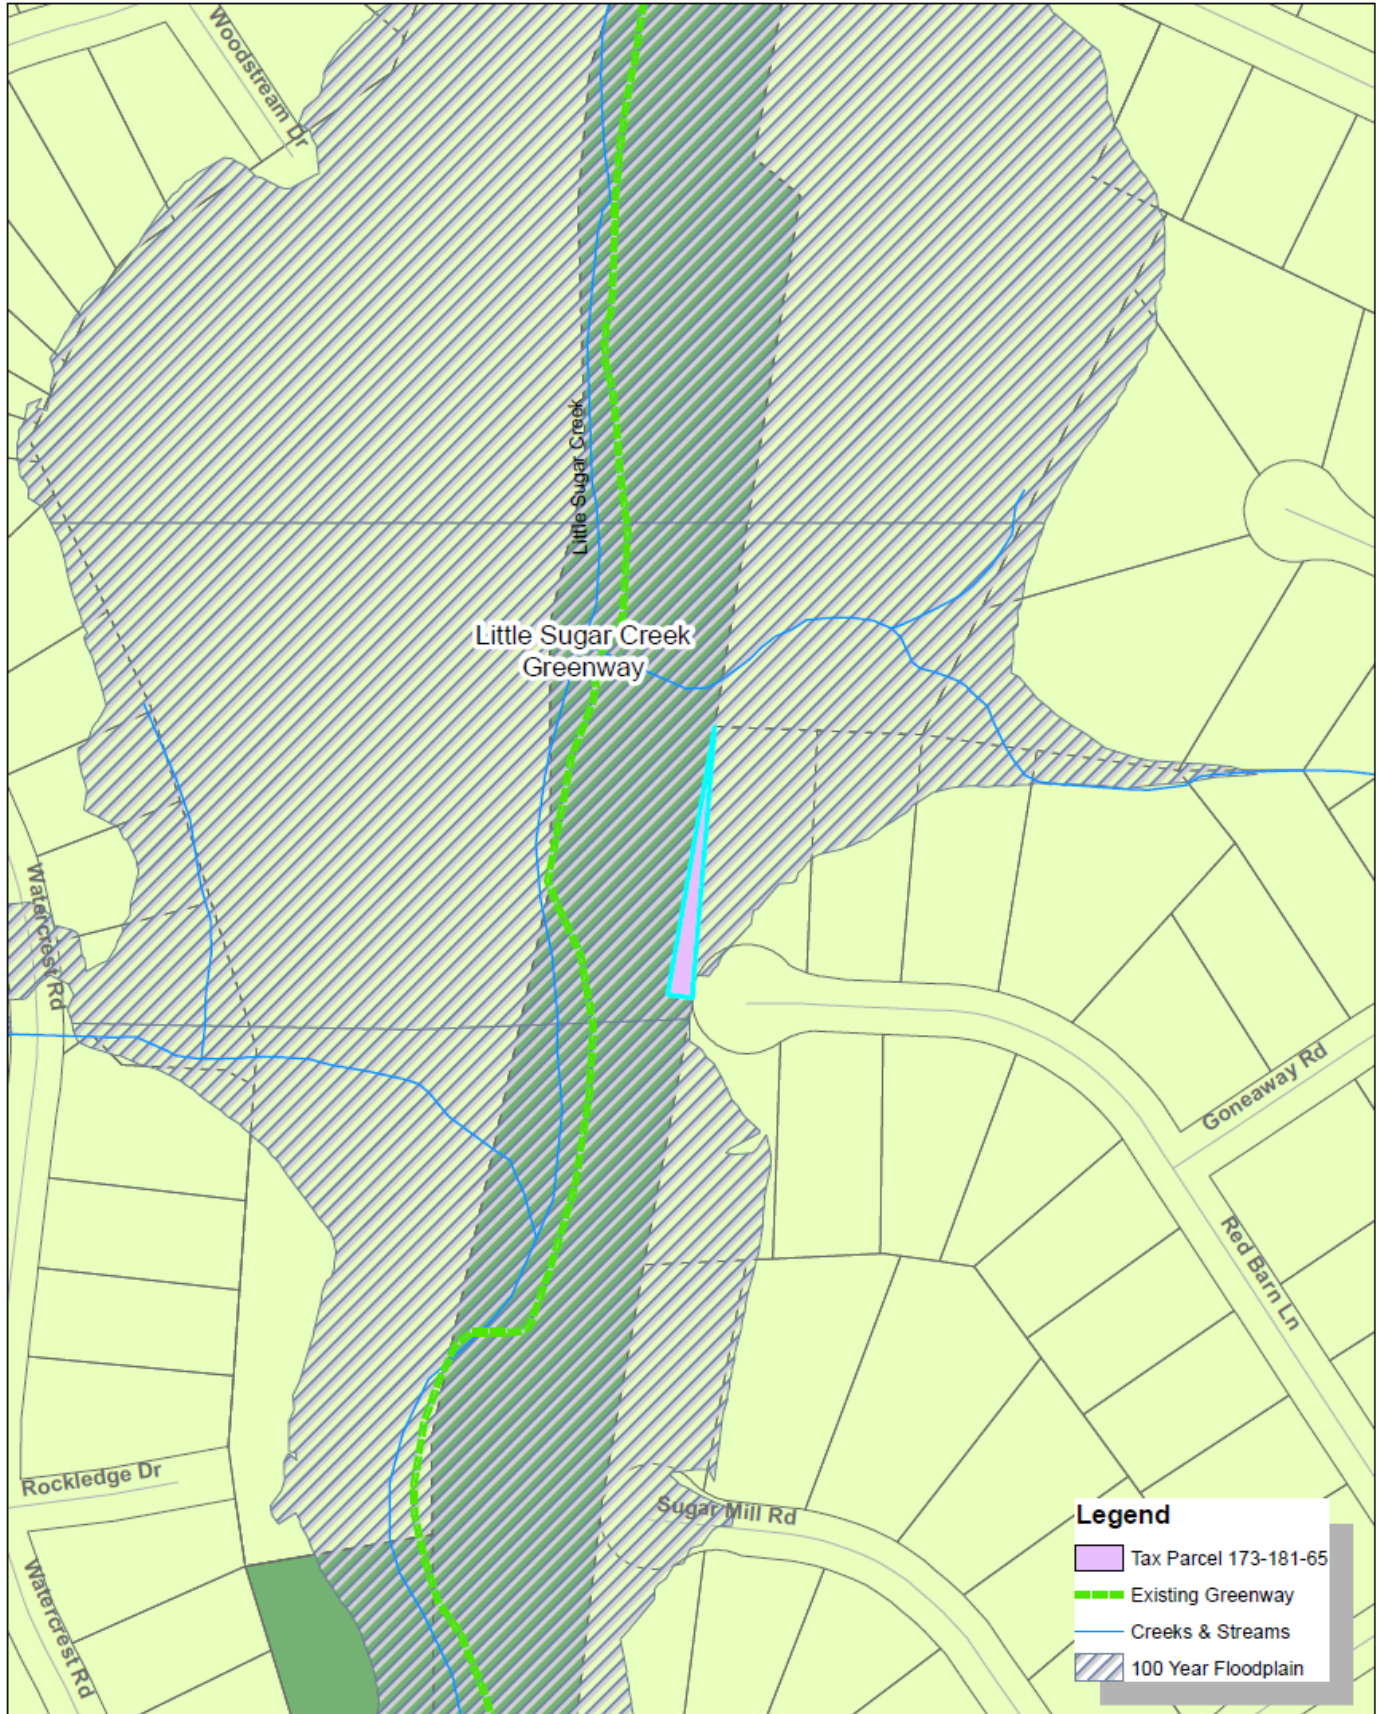 Woodstream Dr
Little Sugar Creek
Little Sugar Creek
Greenway
Watercrest Rd
Goneaway Rd
Red Barn Ln
Rockledge Dr
Sugar Mill Rd
Watercrest Rd
Legend
Tax Parcel 173-181-65
Existing Greenway
Creeks & Streams
100 Year Floodplain